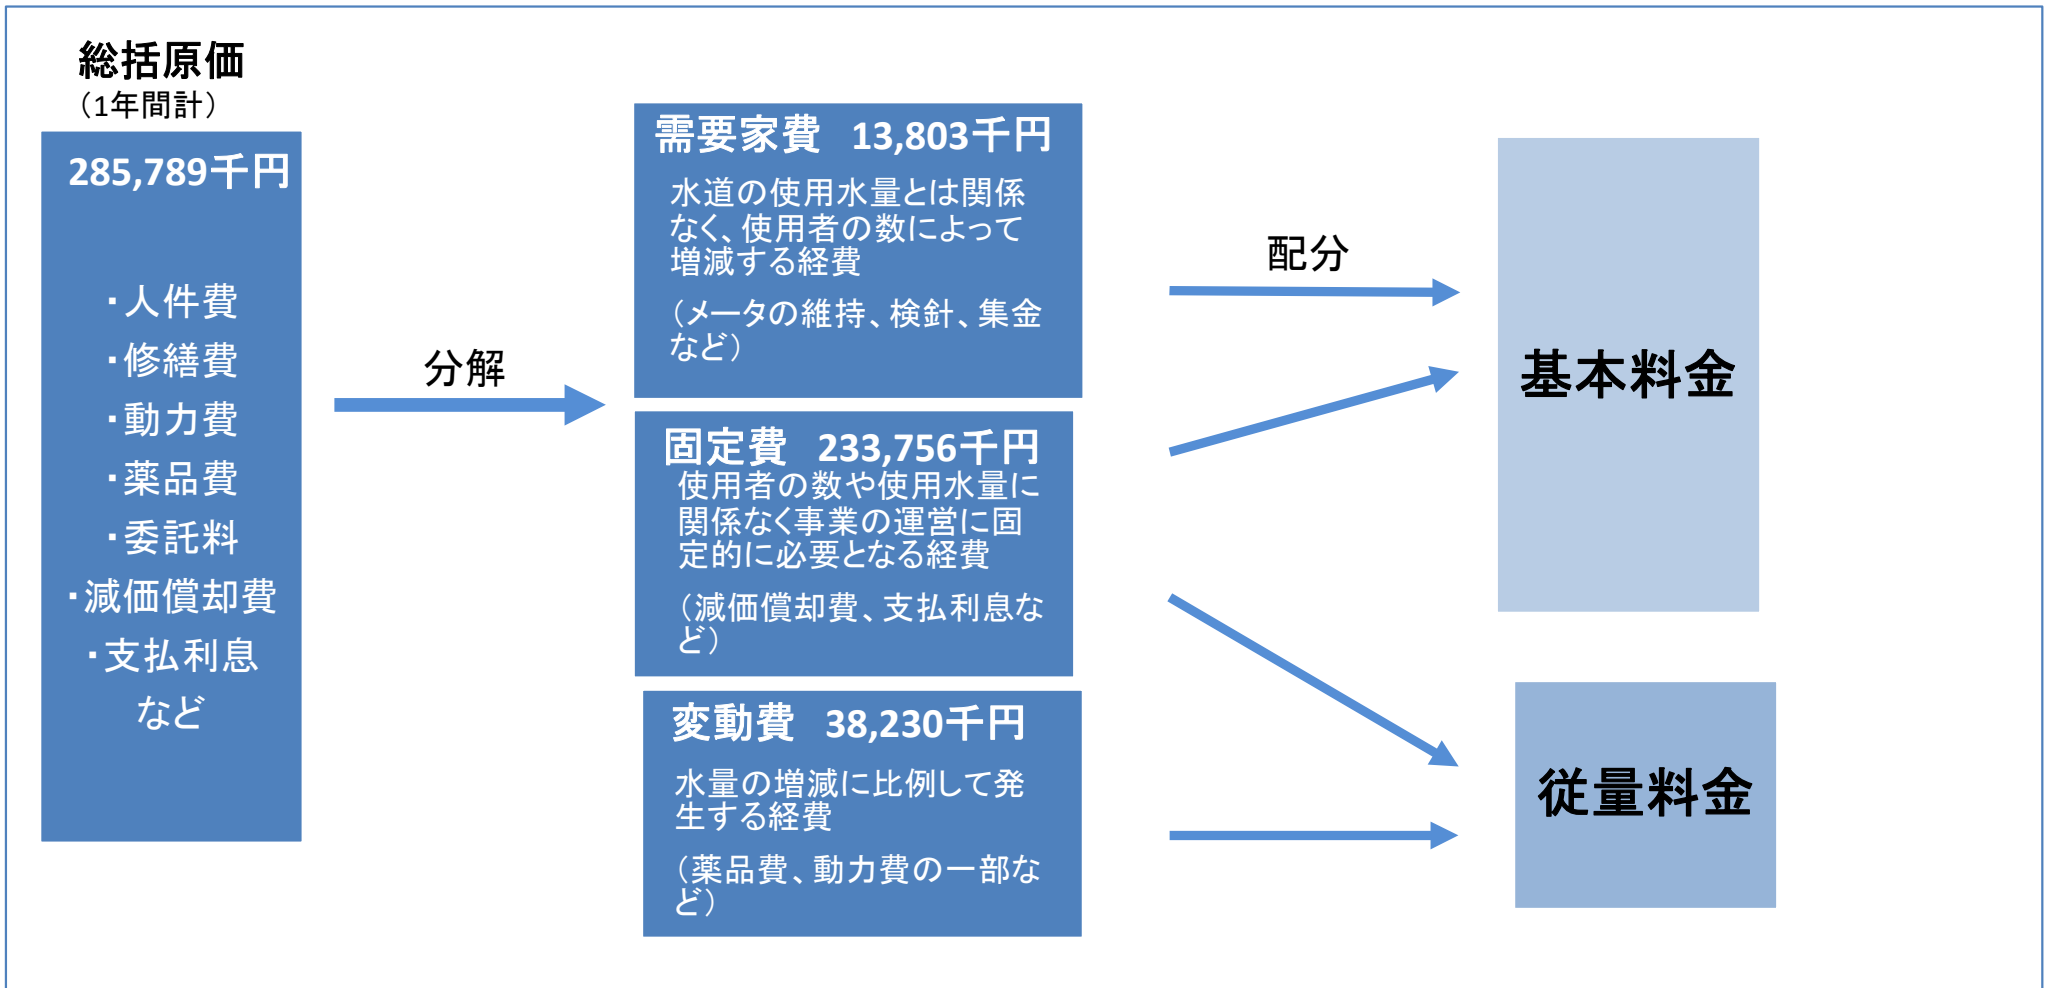 総括原価
（1年間計）
285,789千円
・人件費
・修繕費
・動力費
・薬品費
・委託料
・減価償却費
・支払利息
など
分解
需要家費　13,803千円
水道の使用水量とは関係
なく、使用者の数によって
増減する経費
（メータの維持、検針、集金
など）
固定費　233,756千円
使用者の数や使用水量に
関係なく事業の運営に固
定的に必要となる経費
（減価償却費、支払利息な
ど）
変動費　38,230千円
水量の増減に比例して発
生する経費
（薬品費、動力費の一部な
ど）
配分
基本料金
従量料金